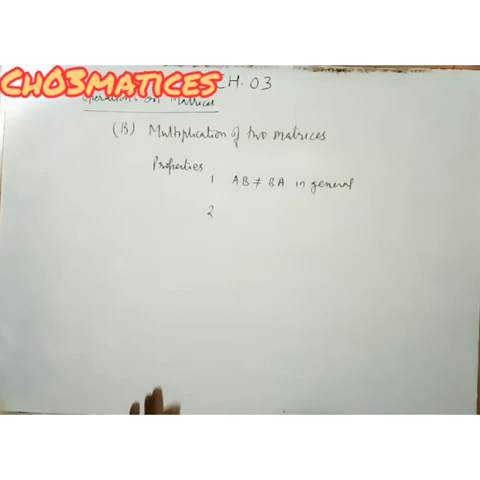 Ch03matices CH. 03
Operations on Matrices
(B) Multiplication of two matrices
Properties
1 AB ≠ BA in general
2